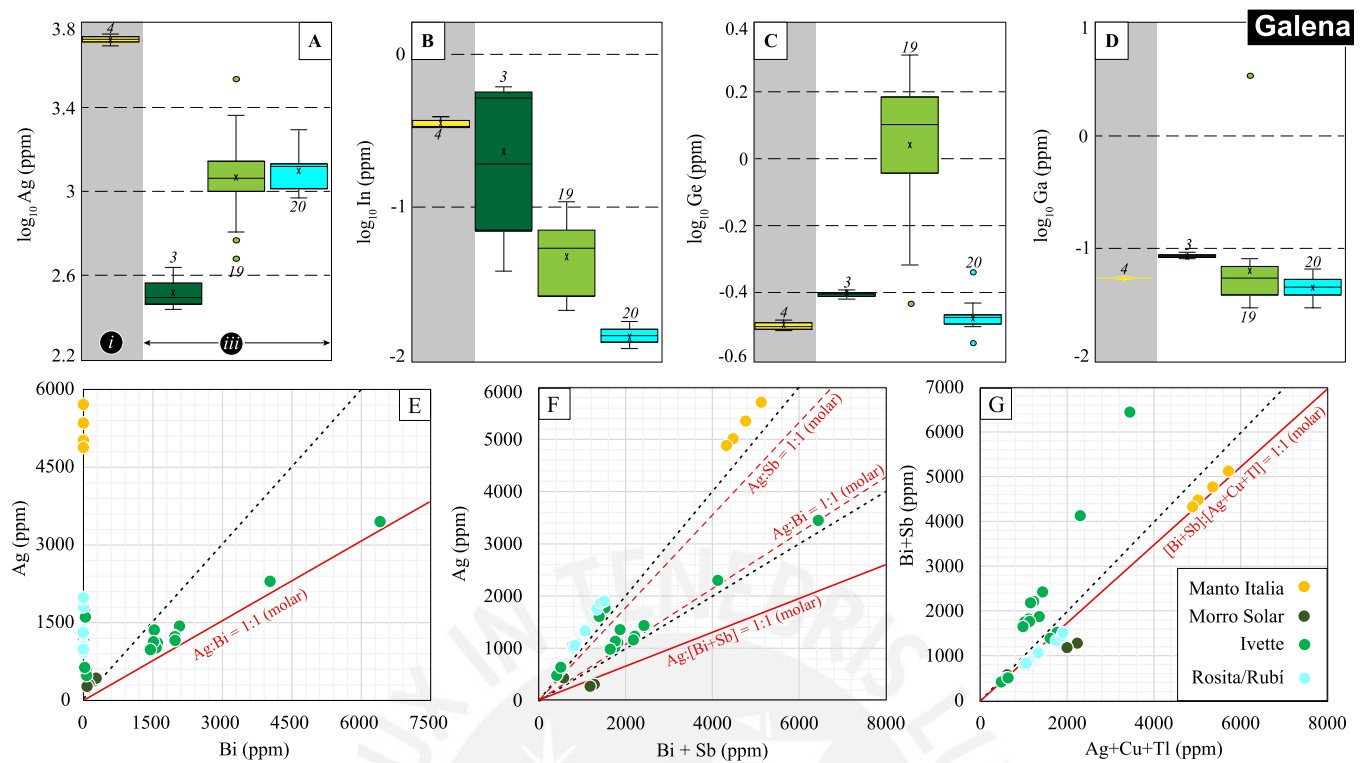 Galena
A
3.8
3.4
3
2.6
2.2
log10 Ag (ppm)
4
3
19
20
i
iii
B
0
-1
-2
log10 In (ppm)
4
3
19
20
C
0.4
0.2
0
-0.2
-0.4
-0.6
log10 Ge (ppm)
4
3
19
20
D
1
0
-1
-2
log10 Ga (ppm)
4
3
19
20
E
6000
4500
3000
1500
0
Ag (ppm)
Ag:Bi = 1:1 (molar)
0
1500
3000
4500
6000
7500
Bi (ppm)
F
6000
5000
4000
3000
2000
1000
0
Ag (ppm)
Ag:Sb = 1:1 (molar)
Ag:Bi = 1:1 (molar)
Ag:[Bi+Sb] = 1:1 (molar)
0
2000
4000
6000
8000
Bi + Sb (ppm)
G
7000
6000
5000
4000
3000
2000
1000
0
Bi+Sb (ppm)
[Bi+Sb]:[Ag+Cu+Tl] = 1:1 (molar)
Manto Italia
Morro Solar
Ivette
Rosita/Rubí
0
2000
4000
6000
8000
Ag+Cu+Tl (ppm)